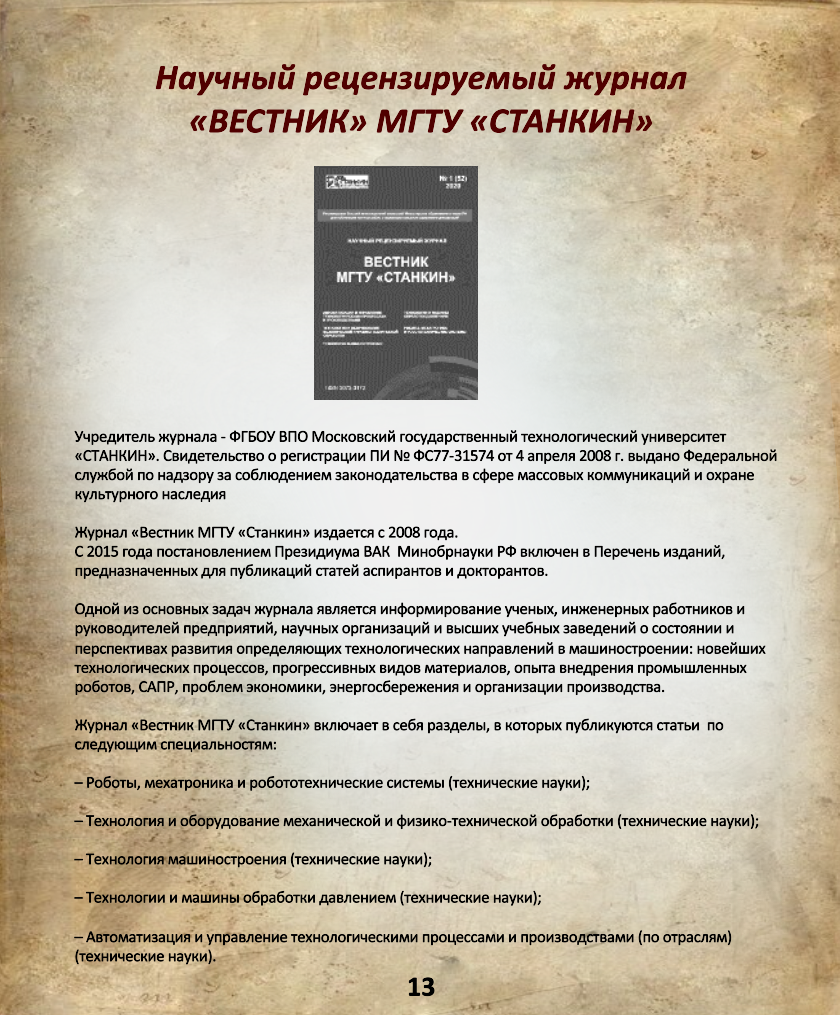 Научный рецензируемый журнал
«ВЕСТНИК» МГТУ «СТАНКИН»
№ 1 (52)
2020
НАУЧНЫЙ РЕЦЕНЗИРУЕМЫЙ ЖУРНАЛ
ВЕСТНИК
МГТУ «СТАНКИН»
Учредитель журнала - ФГБОУ ВПО Московский государственный технологический университет
«СТАНКИН». Свидетельство о регистрации ПИ № ФС77-31574 от 4 апреля 2008 г. выдано Федеральной
службой по надзору за соблюдением законодательства в сфере массовых коммуникаций и охране
культурного наследия
Журнал «Вестник МГТУ «Станкин» издается с 2008 года.
С 2015 года постановлением Президиума ВАК  Минобрнауки РФ включен в Перечень изданий,
предназначенных для публикаций статей аспирантов и докторантов.
Одной из основных задач журнала является информирование ученых, инженерных работников и
руководителей предприятий, научных организаций и высших учебных заведений о состоянии и
перспективах развития определяющих технологических направлений в машиностроении: новейших
технологических процессов, прогрессивных видов материалов, опыта внедрения промышленных
роботов, САПР, проблем экономики, энергосбережения и организации производства.
Журнал «Вестник МГТУ «Станкин» включает в себя разделы, в которых публикуются статьи  по
следующим специальностям:
– Роботы, мехатроника и робототехнические системы (технические науки);
– Технология и оборудование механической и физико-технической обработки (технические науки);
– Технология машиностроения (технические науки);
– Технологии и машины обработки давлением (технические науки);
– Автоматизация и управление технологическими процессами и производствами (по отраслям)
(технические науки).
13